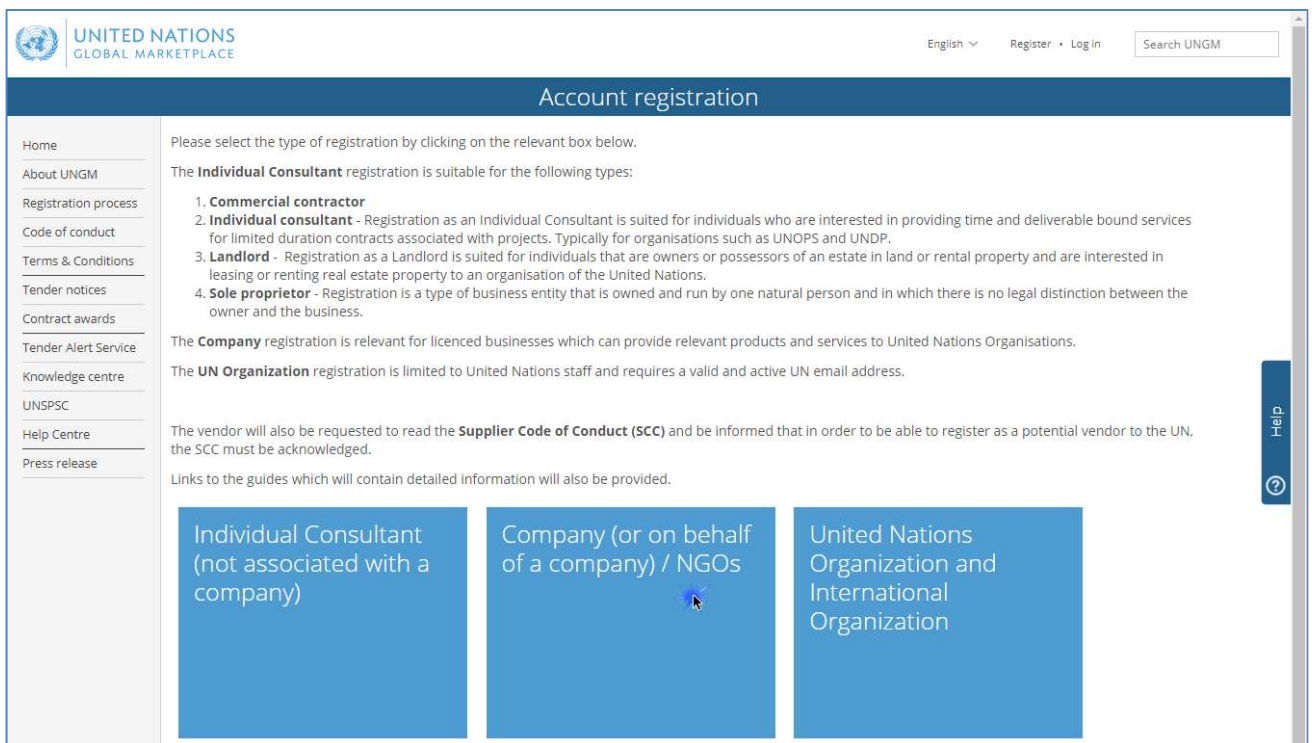 UNITED NATIONS
GLOBAL MARKETPLACE
English
Register • Log in
Search UNGM
Account registration
Home
About UNGM
Registration process
Code of conduct
Terms & Conditions
Tender notices
Contract awards
Tender Alert Service
Knowledge centre
UNSPSC
Help Centre
Press release
Please select the type of registration by clicking on the relevant box below.
The Individual Consultant registration is suitable for the following types:
1. Commercial contractor
2. Individual consultant - Registration as an Individual Consultant is suited for individuals who are interested in providing time and deliverable bound services
for limited duration contracts associated with projects. Typically for organisations such as UNOPS and UNDP.
3. Landlord - Registration as a Landlord is suited for individuals that are owners or possessors of an estate in land or rental property and are interested in
leasing or renting real estate property to an organisation of the United Nations.
4. Sole proprietor - Registration is a type of business entity that is owned and run by one natural person and in which there is no legal distinction between the
owner and the business.
The Company registration is relevant for licenced businesses which can provide relevant products and services to United Nations Organisations.
The UN Organization registration is limited to United Nations staff and requires a valid and active UN email address.
The vendor will also be requested to read the Supplier Code of Conduct (SCC) and be informed that in order to be able to register as a potential vendor to the UN,
the SCC must be acknowledged.
Links to the guides which will contain detailed information will also be provided.
Individual Consultant
(not associated with a
company)
Company (or on behalf
of a company) / NGOs
United Nations
Organization and
International
Organization
Help
?